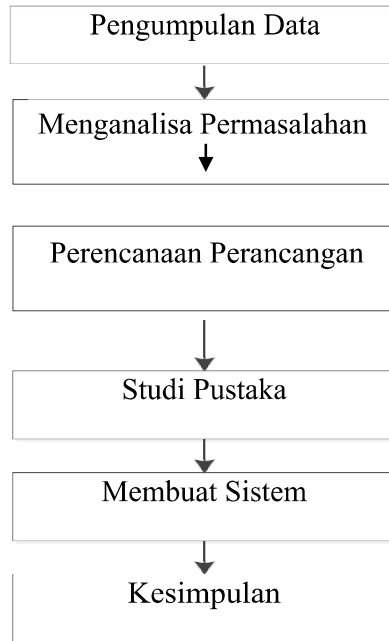 Pengumpulan Data
Menganalisa Permasalahan
Perencanaan Perancangan
Studi Pustaka
Membuat Sistem
Kesimpulan